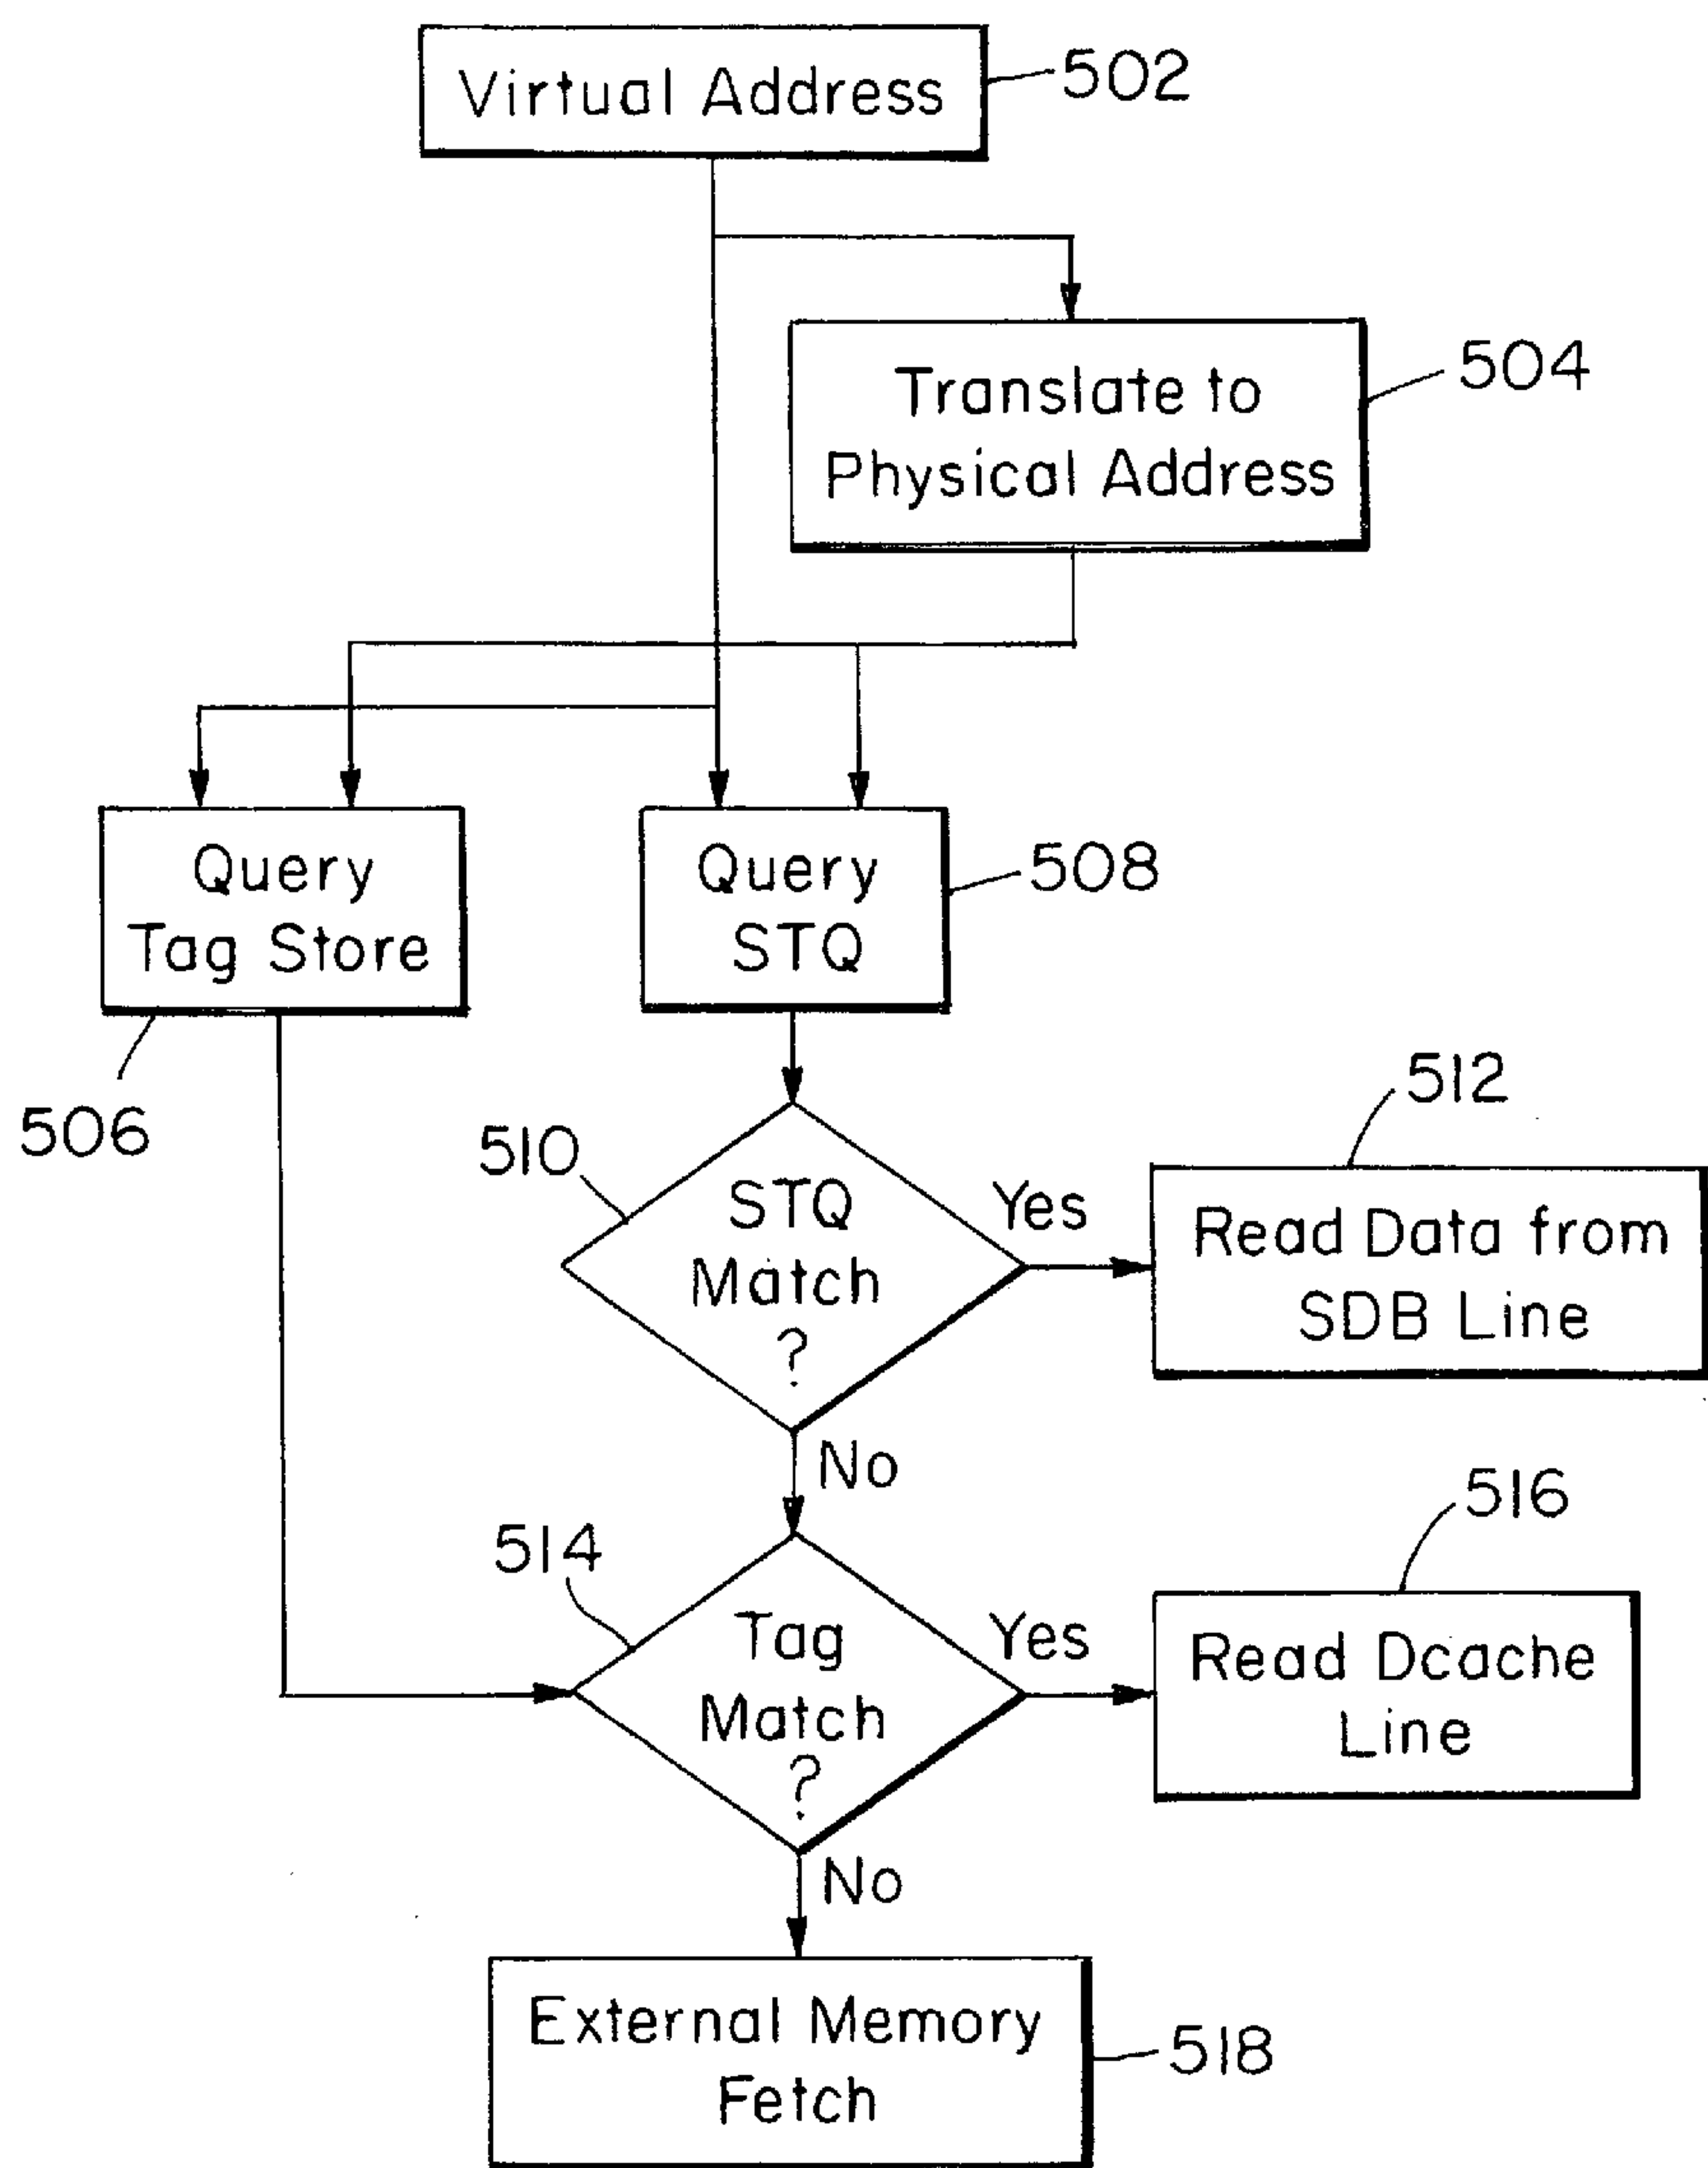 Virtual Address
502
Translate to
Physical Address
504
Query
Tag Store
506
Query
STQ
508
510
STQ
Match
?
Yes
No
512
Read Data from
SDB Line
514
Tag
Match
?
Yes
No
516
Read Dcache
Line
External Memory
Fetch
518